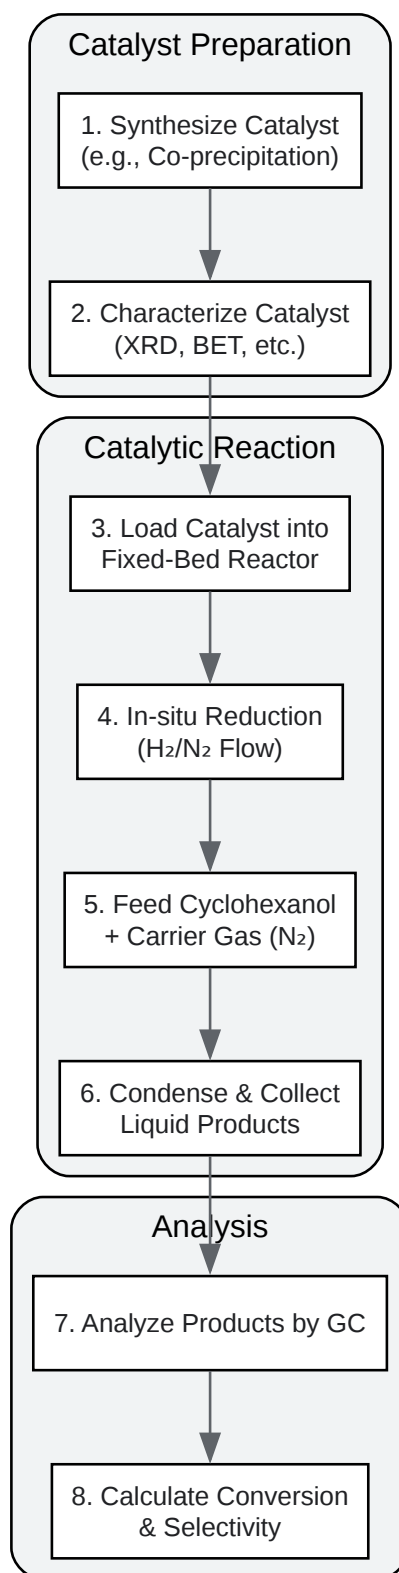 Catalyst Preparation
1. Synthesize Catalyst
(e.g., Co-precipitation)
2. Characterize Catalyst
(XRD, BET, etc.)
Catalytic Reaction
3. Load Catalyst into
Fixed-Bed Reactor
4. In-situ Reduction
(H₂/N₂ Flow)
5. Feed Cyclohexanol
+ Carrier Gas (N₂)
6. Condense & Collect
Liquid Products
Analysis
7. Analyze Products by GC
8. Calculate Conversion
& Selectivity